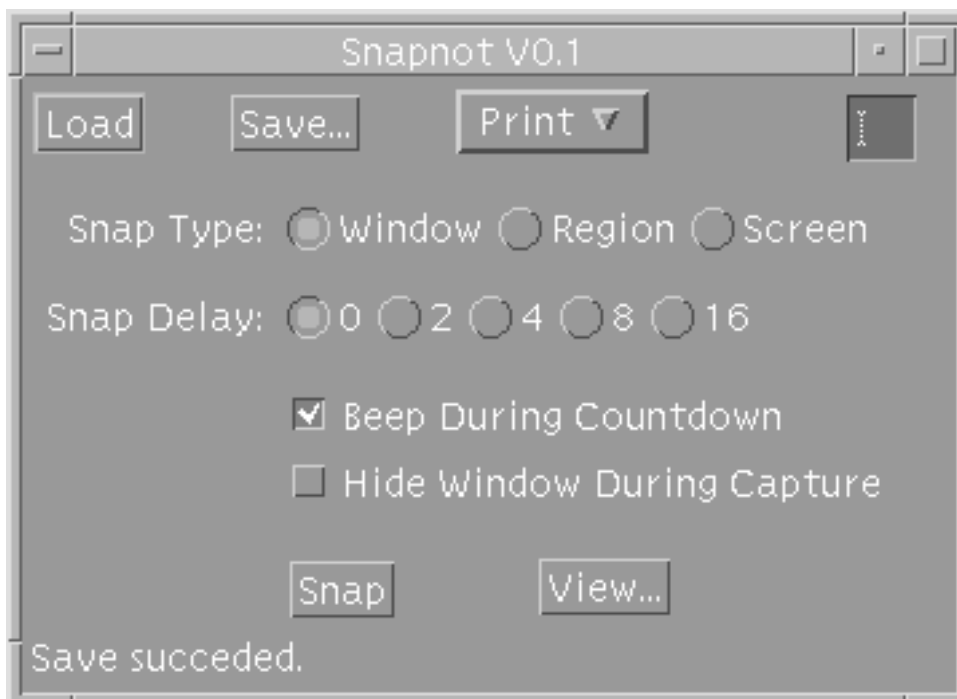 Snapnot V0.1
Load Save... Print
Snap Type: Window Region Screen
Snap Delay: 0 2 4 8 16
Beep During Countdown
Hide Window During Capture
Snap View...
Save succeded.